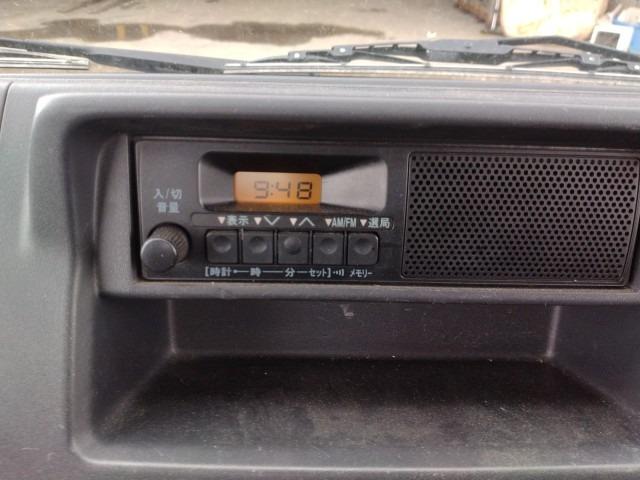 9:48
入/切
音量
▼表示 ▼∨ ▼∧ ▼AM/FM ▼選局
[時計•─時─分─セット]•))) メモリー